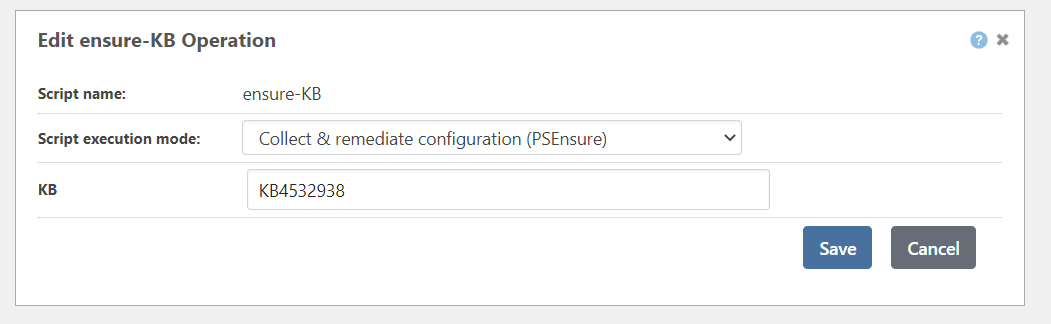 Edit ensure-KB Operation
? ✖
Script name: ensure-KB
Script execution mode: Collect & remediate configuration (PSEnsure)
KB KB4532938
Save Cancel